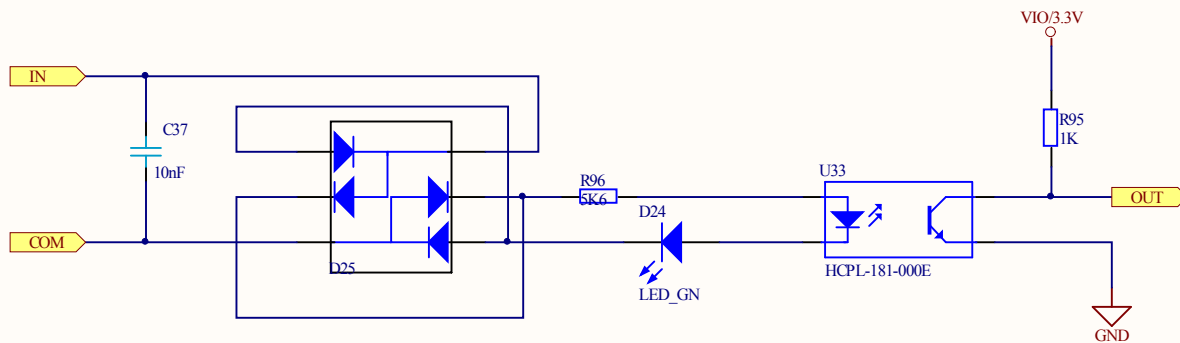 VIO/3.3V
IN
C37
10nF
R95
1K
U33
R96
5K6
OUT
D24
COM
D25
HCPL-181-000E
LED_GN
GND